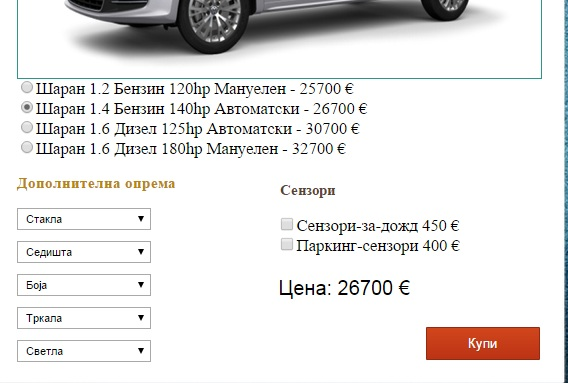 Шаран 1.2 Бензин 120hp Мануелен - 25700 €
Шаран 1.4 Бензин 140hp Автоматски - 26700 €
Шаран 1.6 Дизел 125hp Автоматски - 30700 €
Шаран 1.6 Дизел 180hp Мануелен - 32700 €
Дополнителна опрема
Стакла
Седишта
Боја
Тркала
Светла
Сензори
Сензори-за-дожд 450 €
Паркинг-сензори 400 €
Цена: 26700 €
Купи